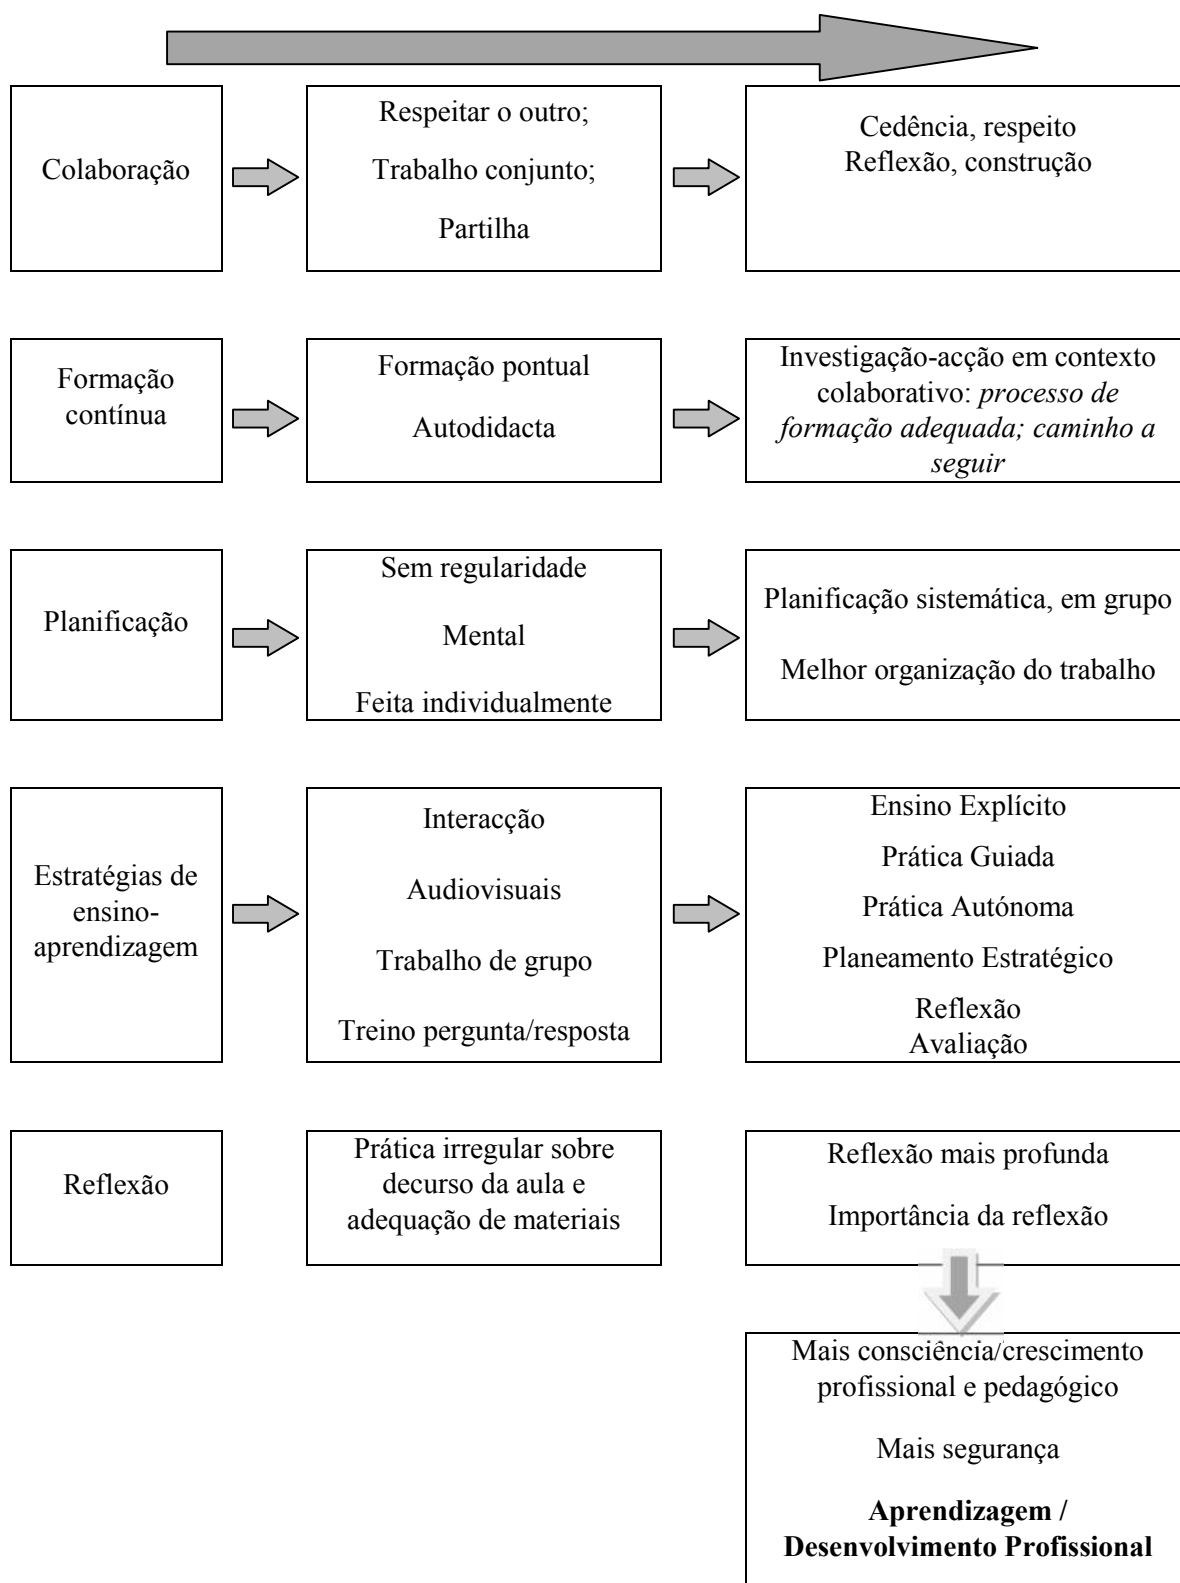 Colaboração
Respeitar o outro;
Trabalho conjunto;
Partilha
Cedência, respeito
Reflexão, construção
Formação
contínua
Formação pontual
Autodidacta
Investigação-acção em contexto
colaborativo: processo de
formação adequada; caminho a
seguir
Planificação
Sem regularidade
Mental
Feita individualmente
Planificação sistemática, em grupo
Melhor organização do trabalho
Estratégias de
ensino-
aprendizagem
Interacção
Audiovisuais
Trabalho de grupo
Treino pergunta/resposta
Ensino Explícito
Prática Guiada
Prática Autónoma
Planeamento Estratégico
Reflexão
Avaliação
Reflexão
Prática irregular sobre
decurso da aula e
adequação de materiais
Reflexão mais profunda
Importância da reflexão
Mais consciência/crescimento
profissional e pedagógico
Mais segurança
Aprendizagem /
Desenvolvimento Profissional